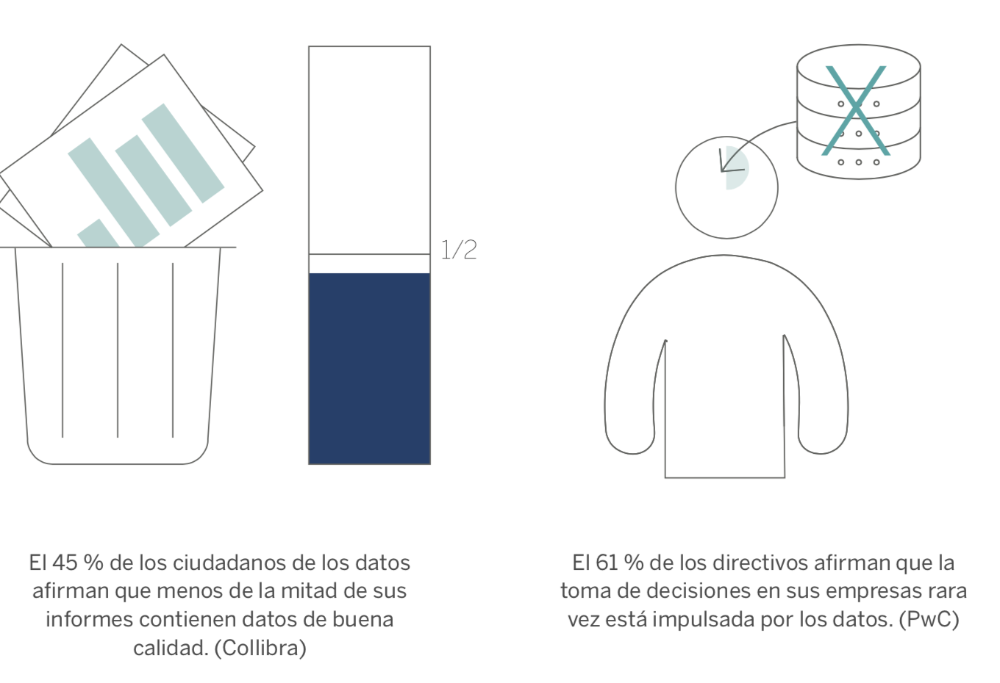 1/2
El 45 % de los ciudadanos de los datos
afirman que menos de la mitad de sus
informes contienen datos de buena
calidad. (Collibra)
El 61 % de los directivos afirman que la
toma de decisiones en sus empresas rara
vez está impulsada por los datos. (PwC)